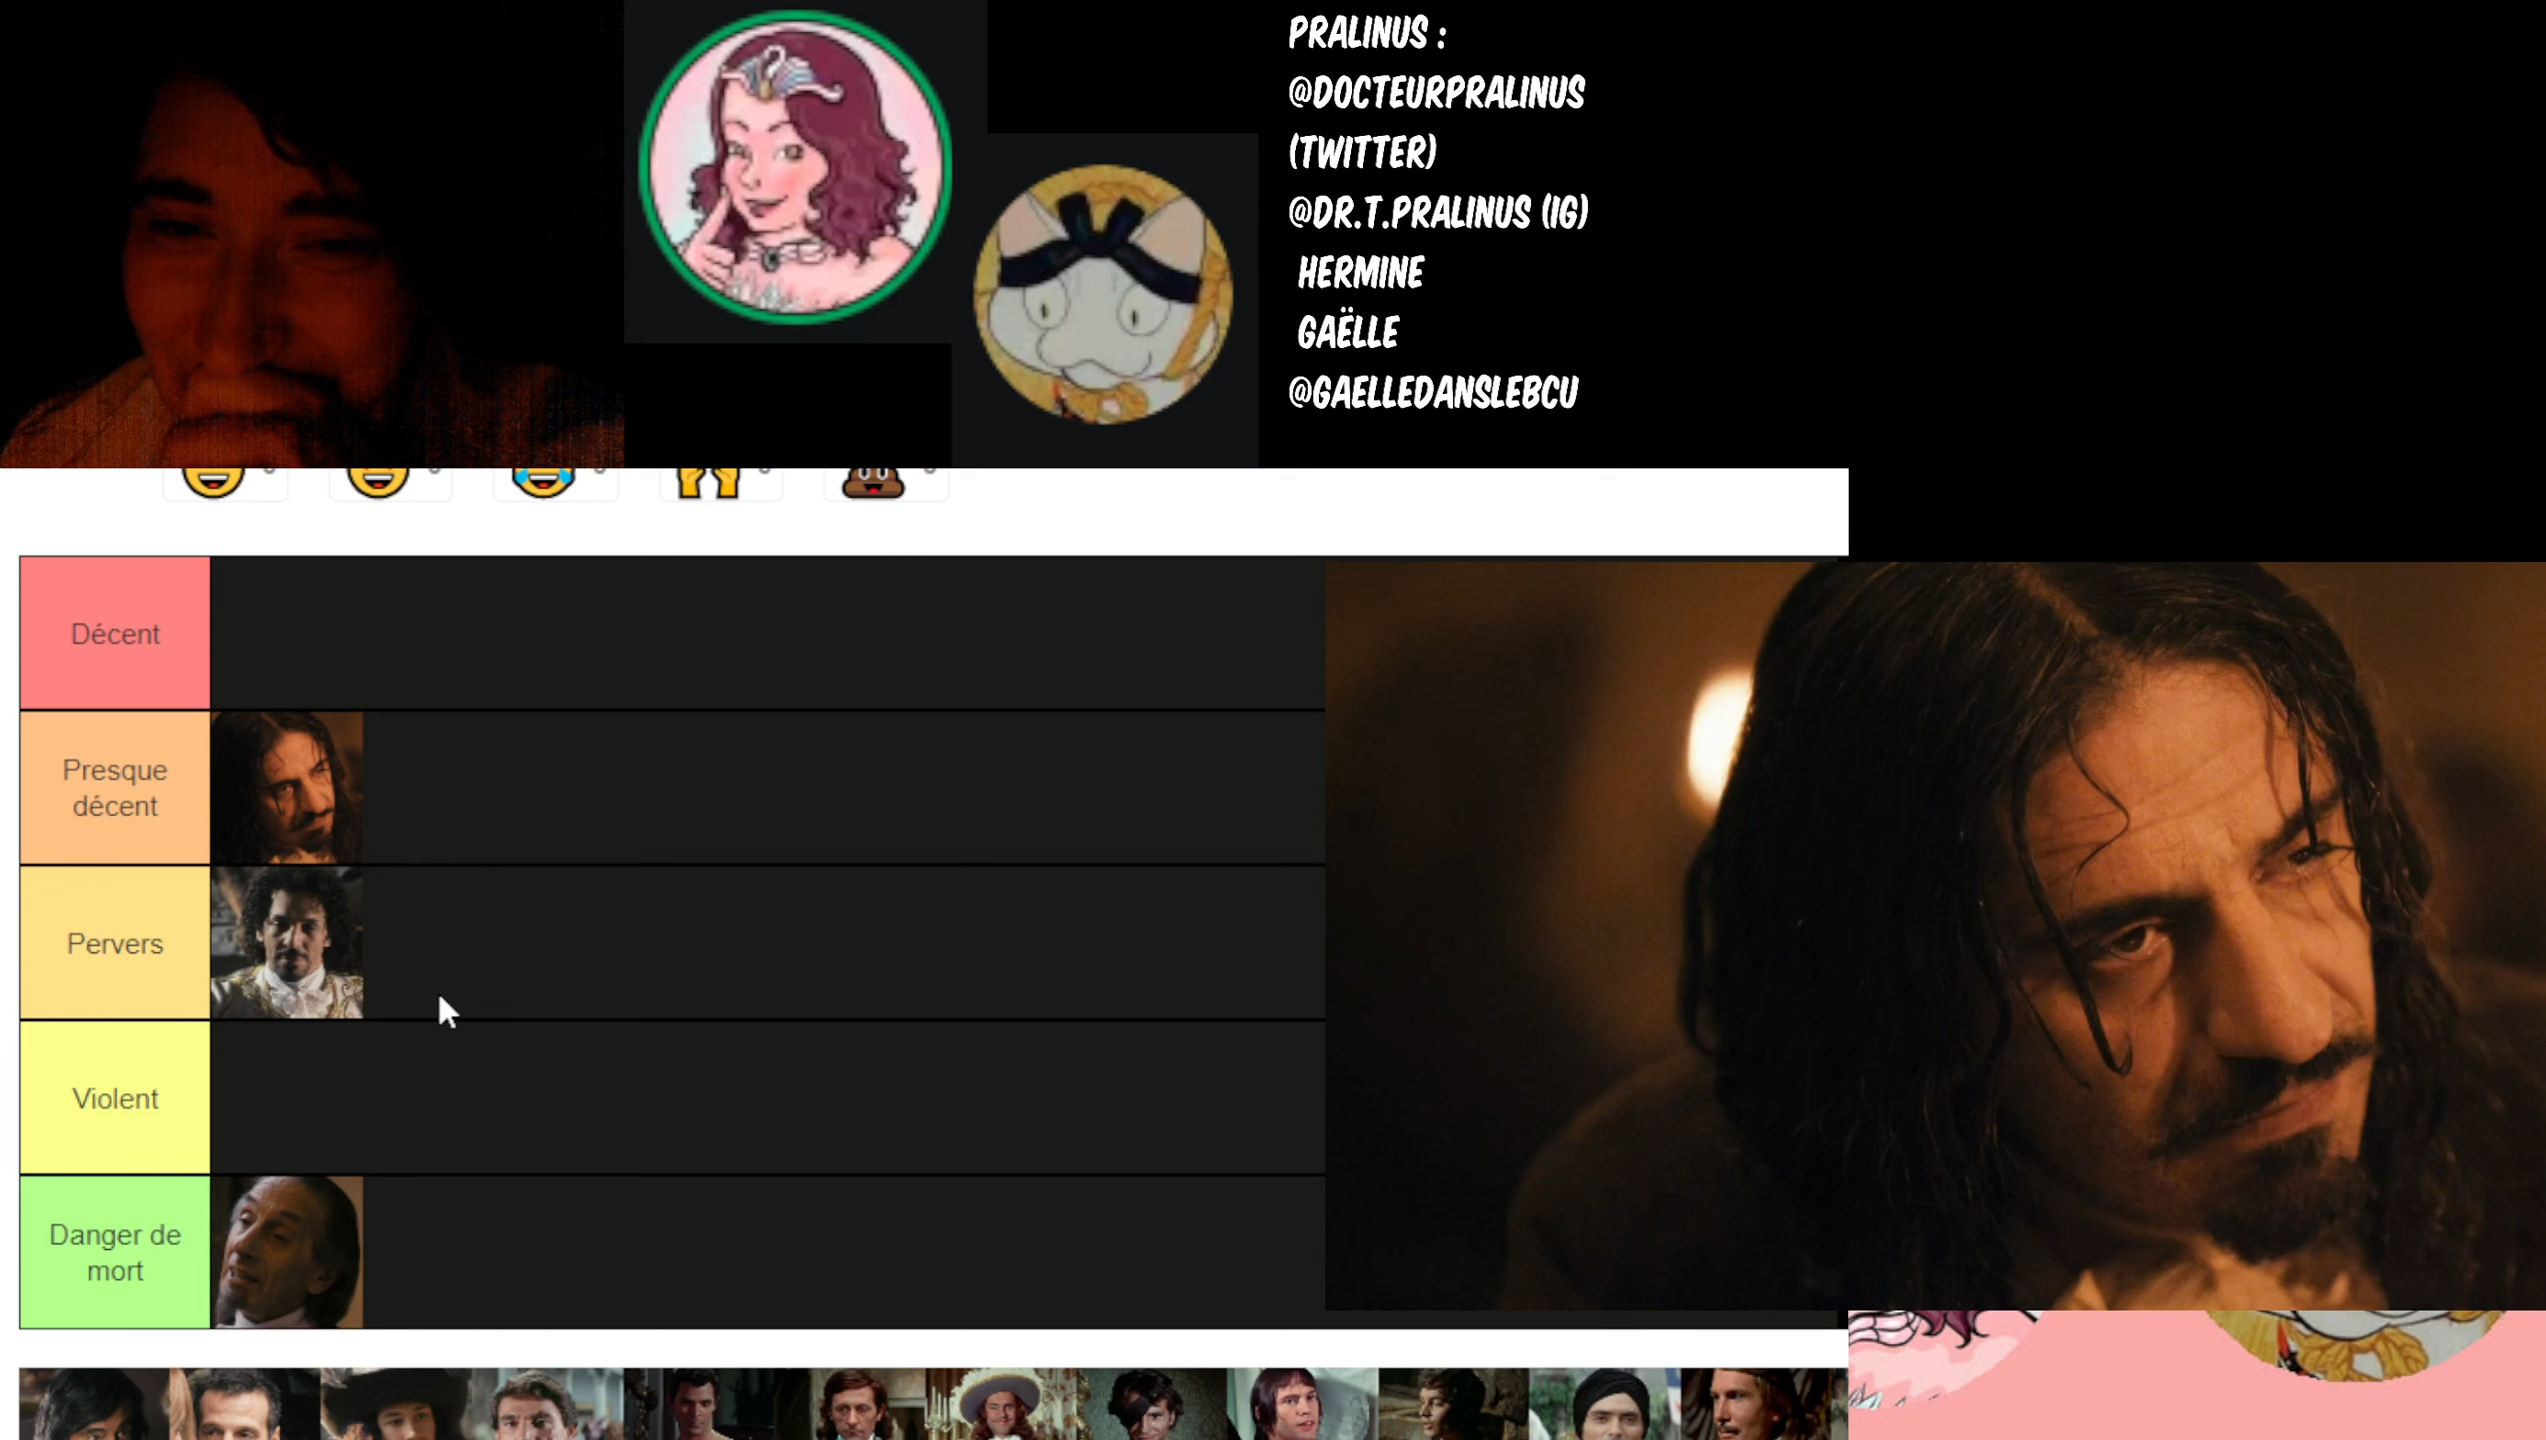 PRALINUS :
@DOCTEURPRALINUS
(TWITTER)
@DR.T.PRALINUS (IG)
HERMINE
GAËLLE
@GAELLEDANSLEBCU
Décent
Presque
décent
Pervers
Violent
Danger de
mort